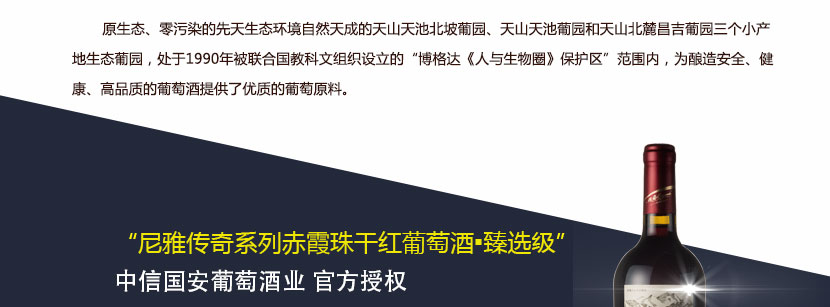 原生态、零污染的先天生态环境自然天成的天山天池北坡葡园、天山天池葡园和天山北麓昌吉葡园三个小产
地生态葡园，处于1990年被联合国教科文组织设立的“博格达《人与生物圈》保护区”范围内，为酿造安全、健
康、高品质的葡萄酒提供了优质的葡萄原料。
“尼雅传奇系列赤霞珠干红葡萄酒▪臻选级”
中信国安葡萄酒业 官方授权